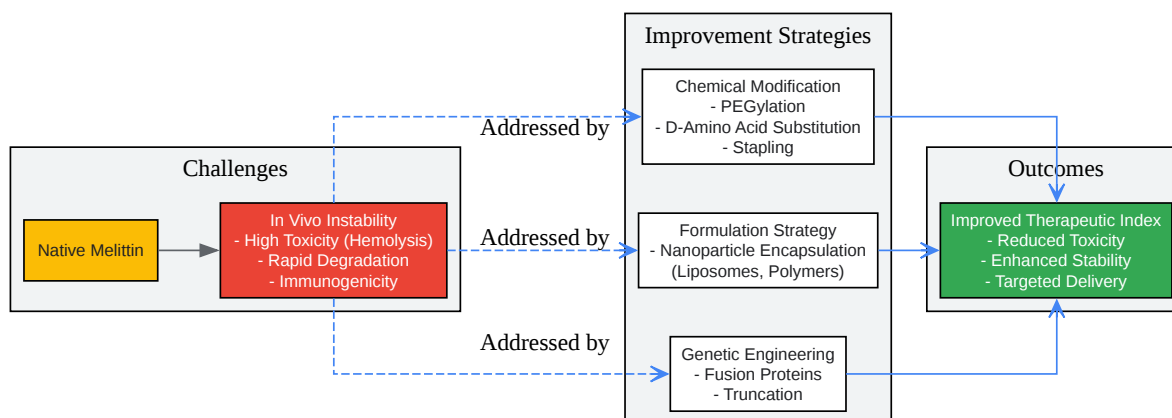 Challenges
Native Melittin
In Vivo Instability
- High Toxicity (Hemolysis)
- Rapid Degradation
- Immunogenicity
Addressed by
Addressed by
Addressed by
Improvement Strategies
Chemical Modification
- PEGylation
- D-Amino Acid Substitution
- Stapling
Formulation Strategy
- Nanoparticle Encapsulation
(Liposomes, Polymers)
Genetic Engineering
- Fusion Proteins
- Truncation
Outcomes
Improved Therapeutic Index
- Reduced Toxicity
- Enhanced Stability
- Targeted Delivery